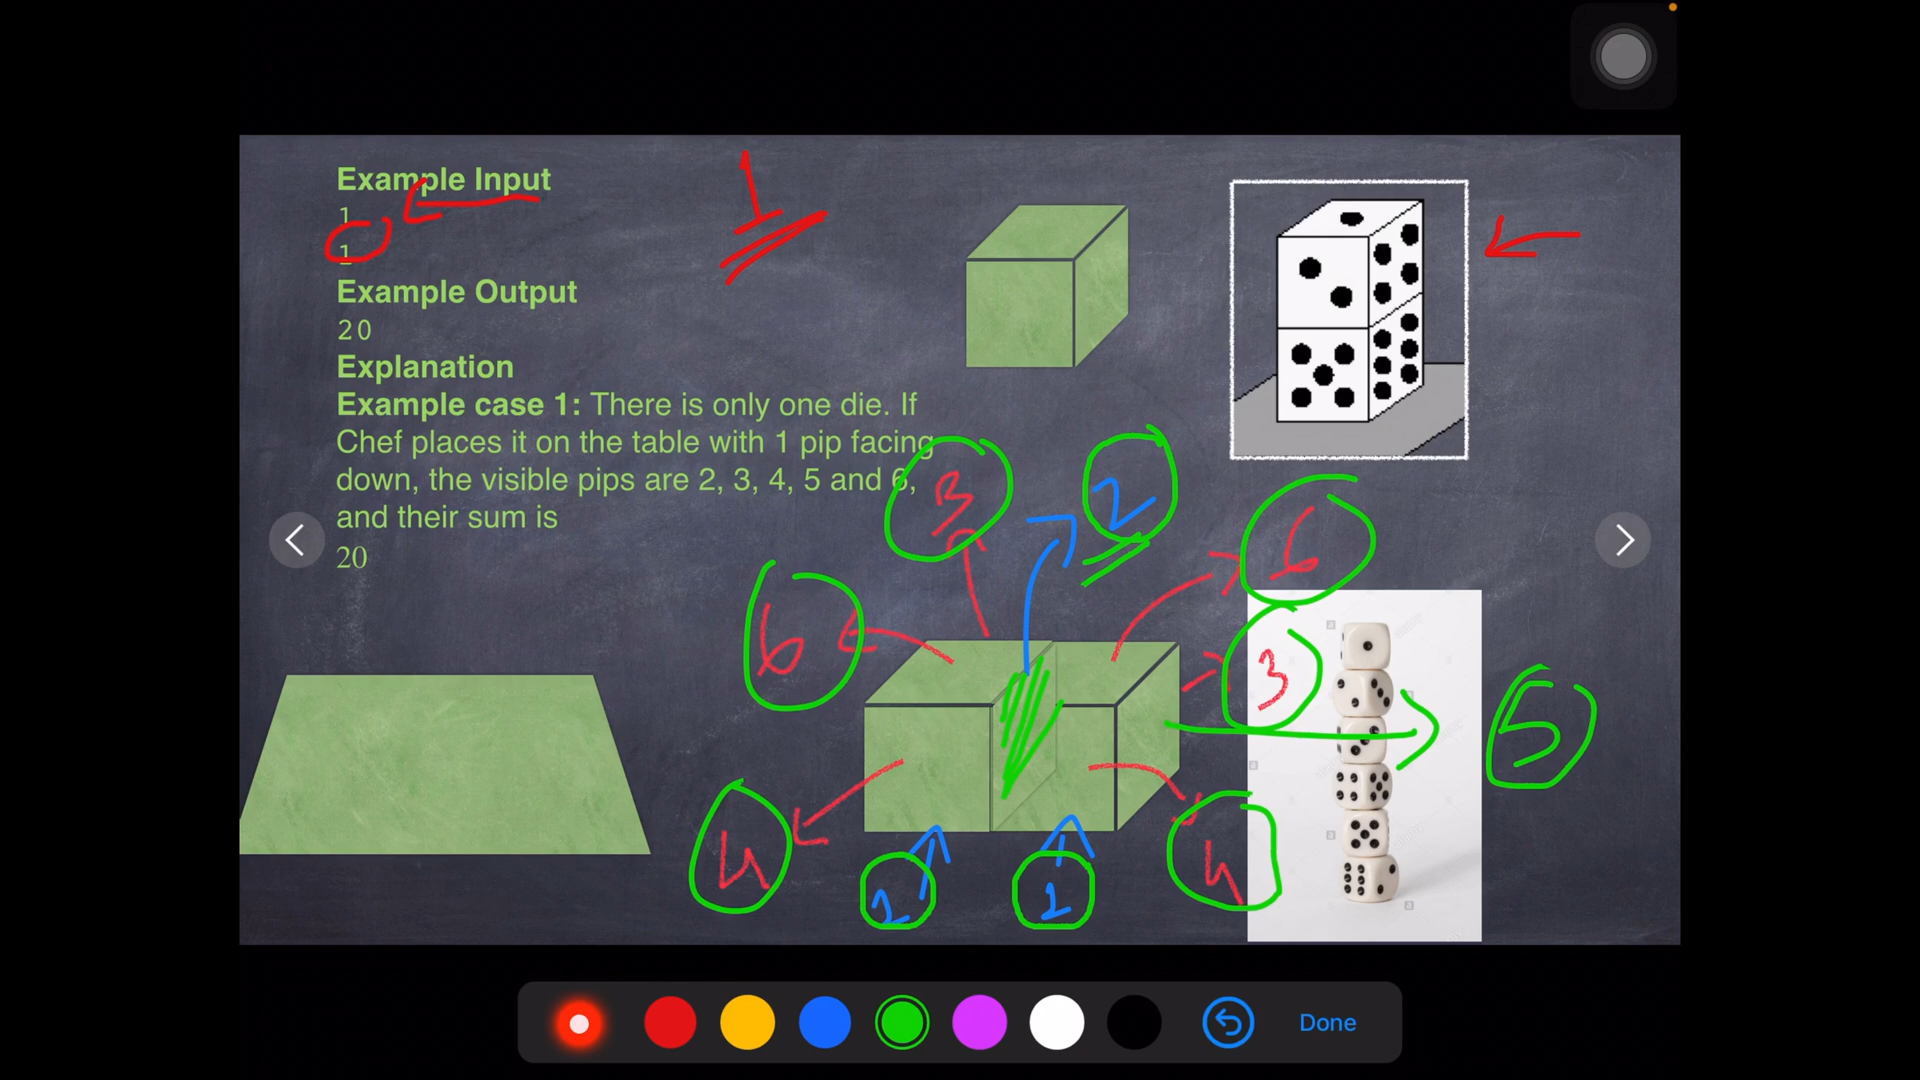 Example Input
1
1
Example Output
20
Explanation
Example case 1: There is only one die. If
Chef places it on the table with 1 pip facing
down, the visible pips are 2, 3, 4, 5 and 6,
and their sum is
20
1
3
2
6
6
3
5
4
2
1
4
Done